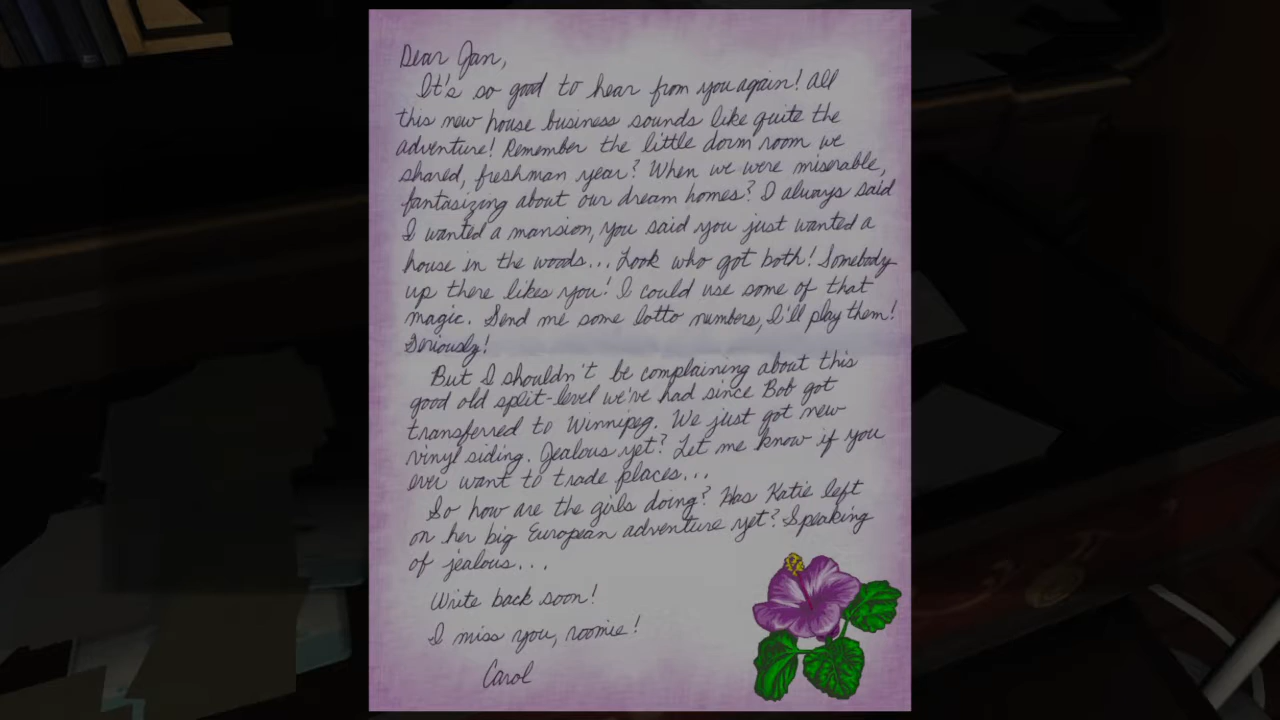 Dear Jan,
It's so good to hear from you again! All
this new house business sounds like quite the
adventure! Remember the little dorm room we
shared, freshman year? When we were miserable,
fantasizing about our dream homes? I always said
I wanted a mansion, you said you just wanted a
house in the woods... Look who got both! Somebody
up there likes you! I could use some of that
magic. Send me some lotto numbers, I'll play them!
Seriously!
But I shouldn't be complaining about this
good old split-level we've had since Bob got
transferred to Winnipeg. We just got new
vinyl siding. Jealous yet? Let me know if you
ever want to trade places...
So how are the girls doing? Has Katie left
on her big European adventure yet? Speaking
of jealous...
Write back soon!
I miss you, roomie!
Carol